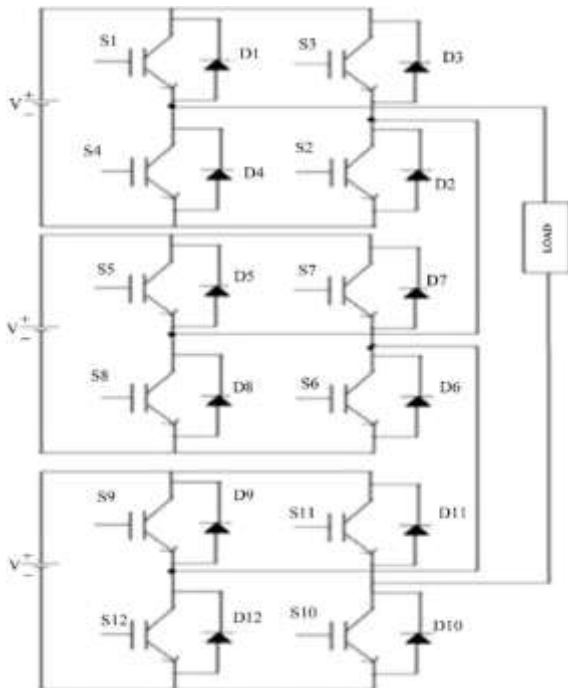 S1 D1 S3 D3
V + −
S4 D4 S2 D2
LOAD
S5 D5 S7 D7
V + −
S8 D8 S6 D6
S9 D9 S11 D11
V + −
S12 D12 S10 D10